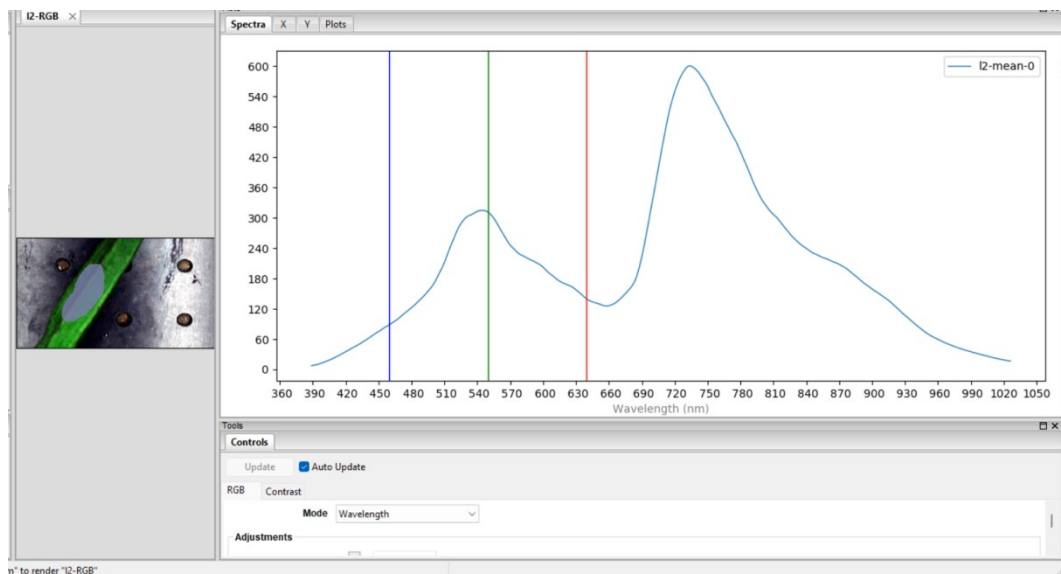 I2-RGB ×
Spectra X Y Plots
600
540
480
420
360
300
240
180
120
60
0
l2-mean-0
360 390 420 450 480 510 540 570 600 630 660 690 720 750 780 810 840 870 900 930 960 990 1020 1050
Wavelength (nm)
Tools
Controls
Update Auto Update
RGB Contrast
Mode Wavelength
Adjustments
m" to render "I2-RGB"